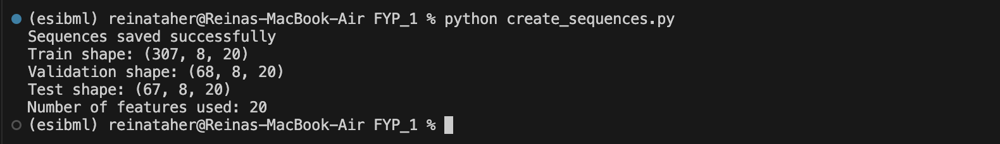 (esibml) reinataher@Reinas-MacBook-Air FYP_1 % python create_sequences.py
Sequences saved successfully
Train shape: (307, 8, 20)
Validation shape: (68, 8, 20)
Test shape: (67, 8, 20)
Number of features used: 20
(esibml) reinataher@Reinas-MacBook-Air FYP_1 %